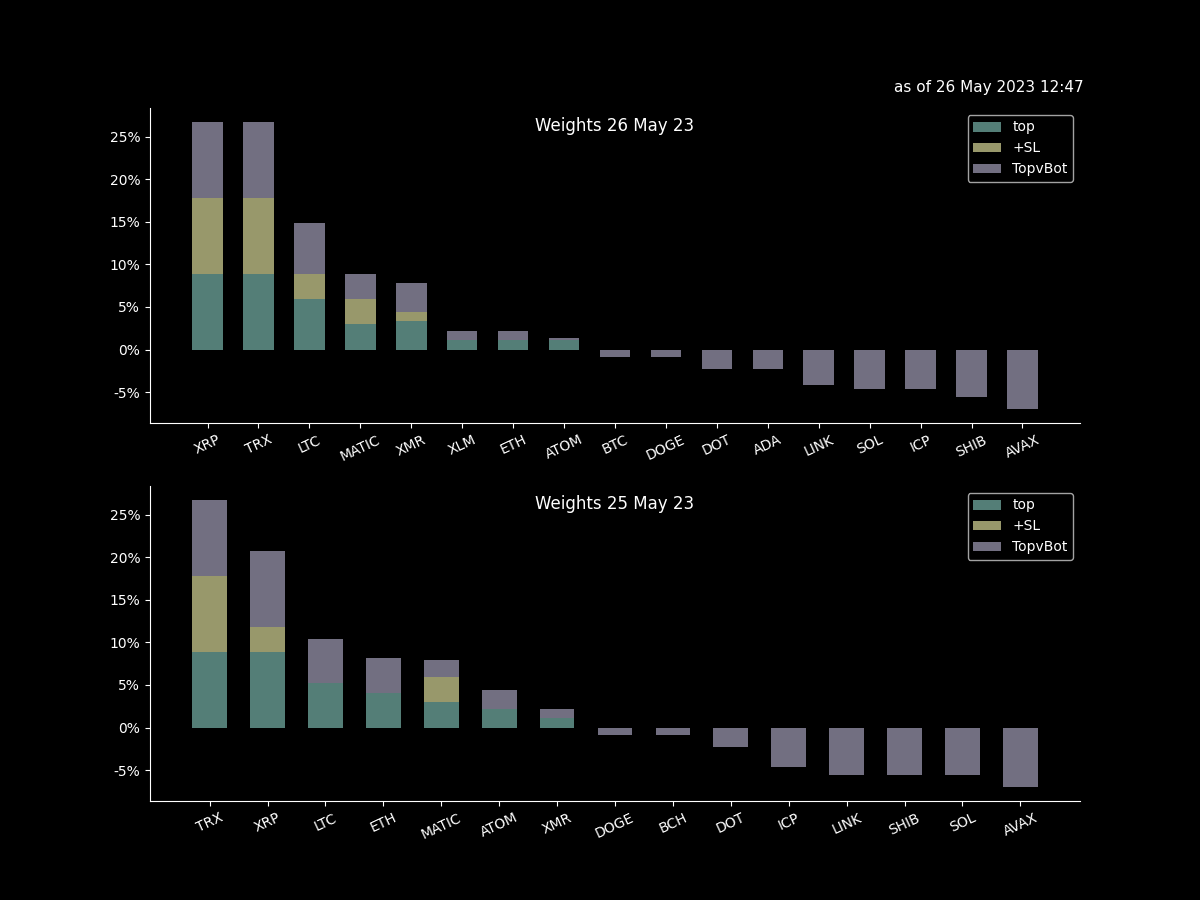 as of 26 May 2023 12:47
Weights 26 May 23
top
+SL
TopvBot
25%
20%
15%
10%
5%
0%
-5%
XRP TRX LTC MATIC XMR XLM ETH ATOM BTC DOGE DOT ADA LINK SOL ICP SHIB AVAX
Weights 25 May 23
top
+SL
TopvBot
25%
20%
15%
10%
5%
0%
-5%
TRX XRP LTC ETH MATIC ATOM XMR DOGE BCH DOT ICP LINK SHIB SOL AVAX